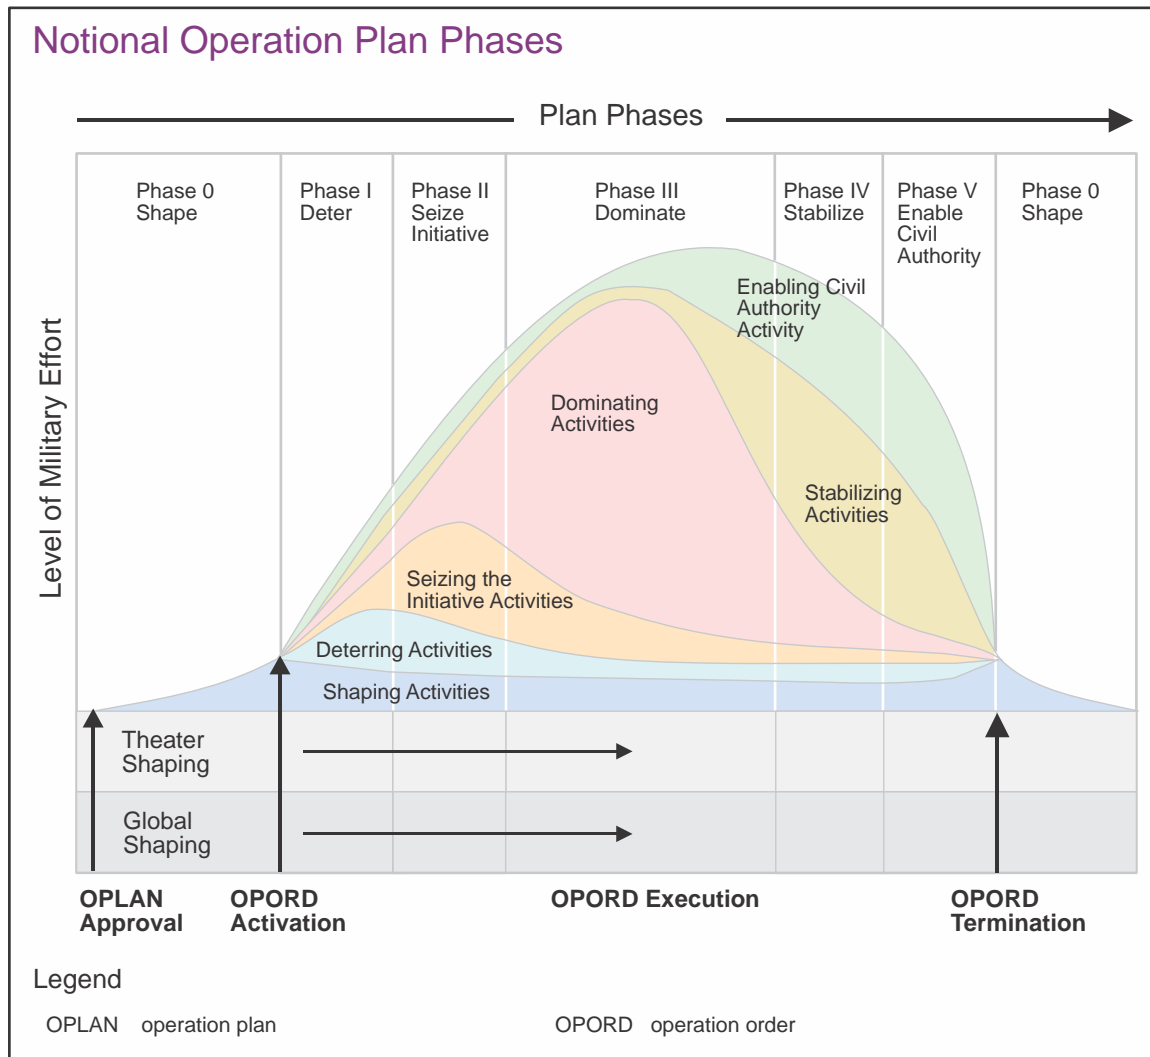 Notional Operation Plan Phases
Plan Phases
Phase 0
Shape
Phase I
Deter
Phase II
Seize
Initiative
Phase III
Dominate
Phase IV
Stabilize
Phase V
Enable
Civil
Authority
Phase 0
Shape
Level of Military Effort
Enabling Civil
Authority
Activity
Dominating
Activities
Stabilizing
Activities
Seizing the
Initiative Activities
Deterring Activities
Shaping Activities
Theater
Shaping
Global
Shaping
OPLAN
Approval
OPORD
Activation
OPORD Execution
OPORD
Termination
Legend
OPLAN operation plan
OPORD operation order